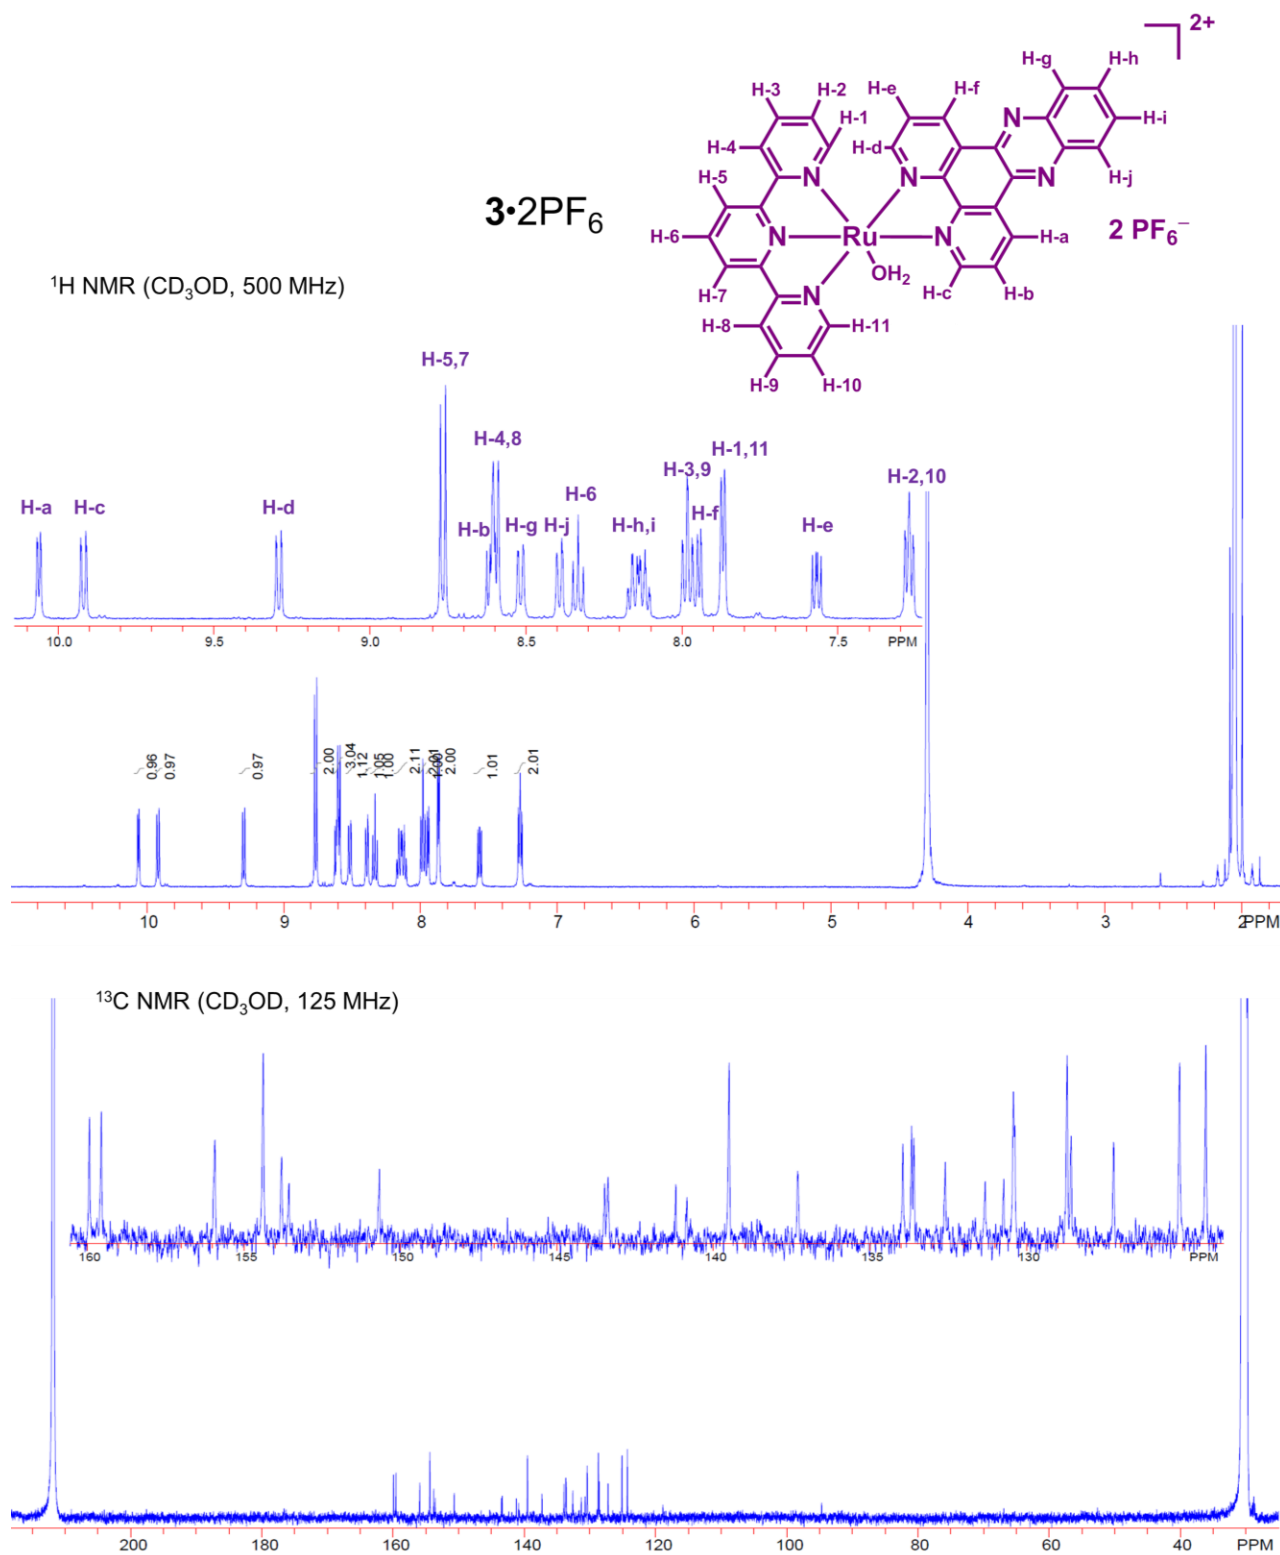 2+
H-g
H-h
H-3
H-2
H-e
H-f
H-1
N
H-i
H-4
H-d
N
H-j
H-5
N
N
3•2PF6
H-6
N
Ru
N
H-a
2 PF6−
OH2
H-7
N
H-c
H-b
H-8
H-11
H-9
H-10
1H NMR (CD3OD, 500 MHz)
H-5,7
H-4,8
H-1,11
H-3,9
H-2,10
H-a
H-c
H-d
H-6
H-b
H-g
H-j
H-h,i
H-f
H-e
10.0
9.5
9.0
8.5
8.0
7.5
PPM
0.96
0.97
0.97
2.00
3.04
1.12
1.05
1.00
2.11
2.00
1.01
2.01
10
9
8
7
6
5
4
3
2
PPM
13C NMR (CD3OD, 125 MHz)
160
155
150
145
140
135
130
PPM
200
180
160
140
120
100
80
60
40
PPM